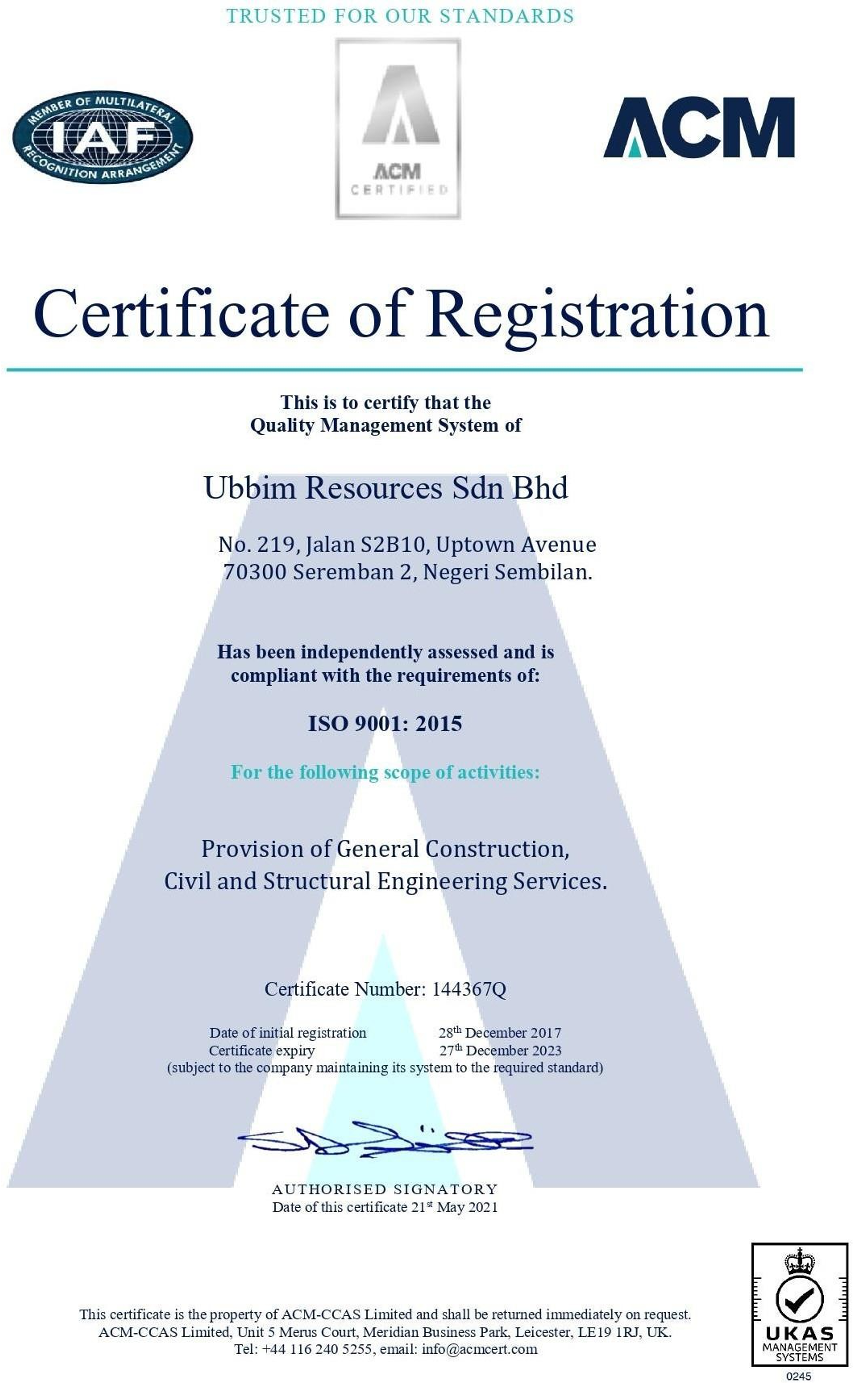 TRUSTED FOR OUR STANDARDS
MEMBER OF MULTILATERAL
IAF
RECOGNITION ARRANGEMENT
ACM
CERTIFIED
ACM
Certificate of Registration
This is to certify that the
Quality Management System of
Ubbim Resources Sdn Bhd
No. 219, Jalan S2B10, Uptown Avenue
70300 Seremban 2, Negeri Sembilan.
Has been independently assessed and is
compliant with the requirements of:
ISO 9001: 2015
For the following scope of activities:
Provision of General Construction,
Civil and Structural Engineering Services.
Certificate Number: 144367Q
Date of initial registration 28th December 2017
Certificate expiry 27th December 2023
(subject to the company maintaining its system to the required standard)
AUTHORISED SIGNATORY
Date of this certificate 21st May 2021
This certificate is the property of ACM-CCAS Limited and shall be returned immediately on request.
ACM-CCAS Limited, Unit 5 Merus Court, Meridian Business Park, Leicester, LE19 1RJ, UK.
Tel: +44 116 240 5255, email: info@acmcert.com
UKAS
MANAGEMENT
SYSTEMS
0245